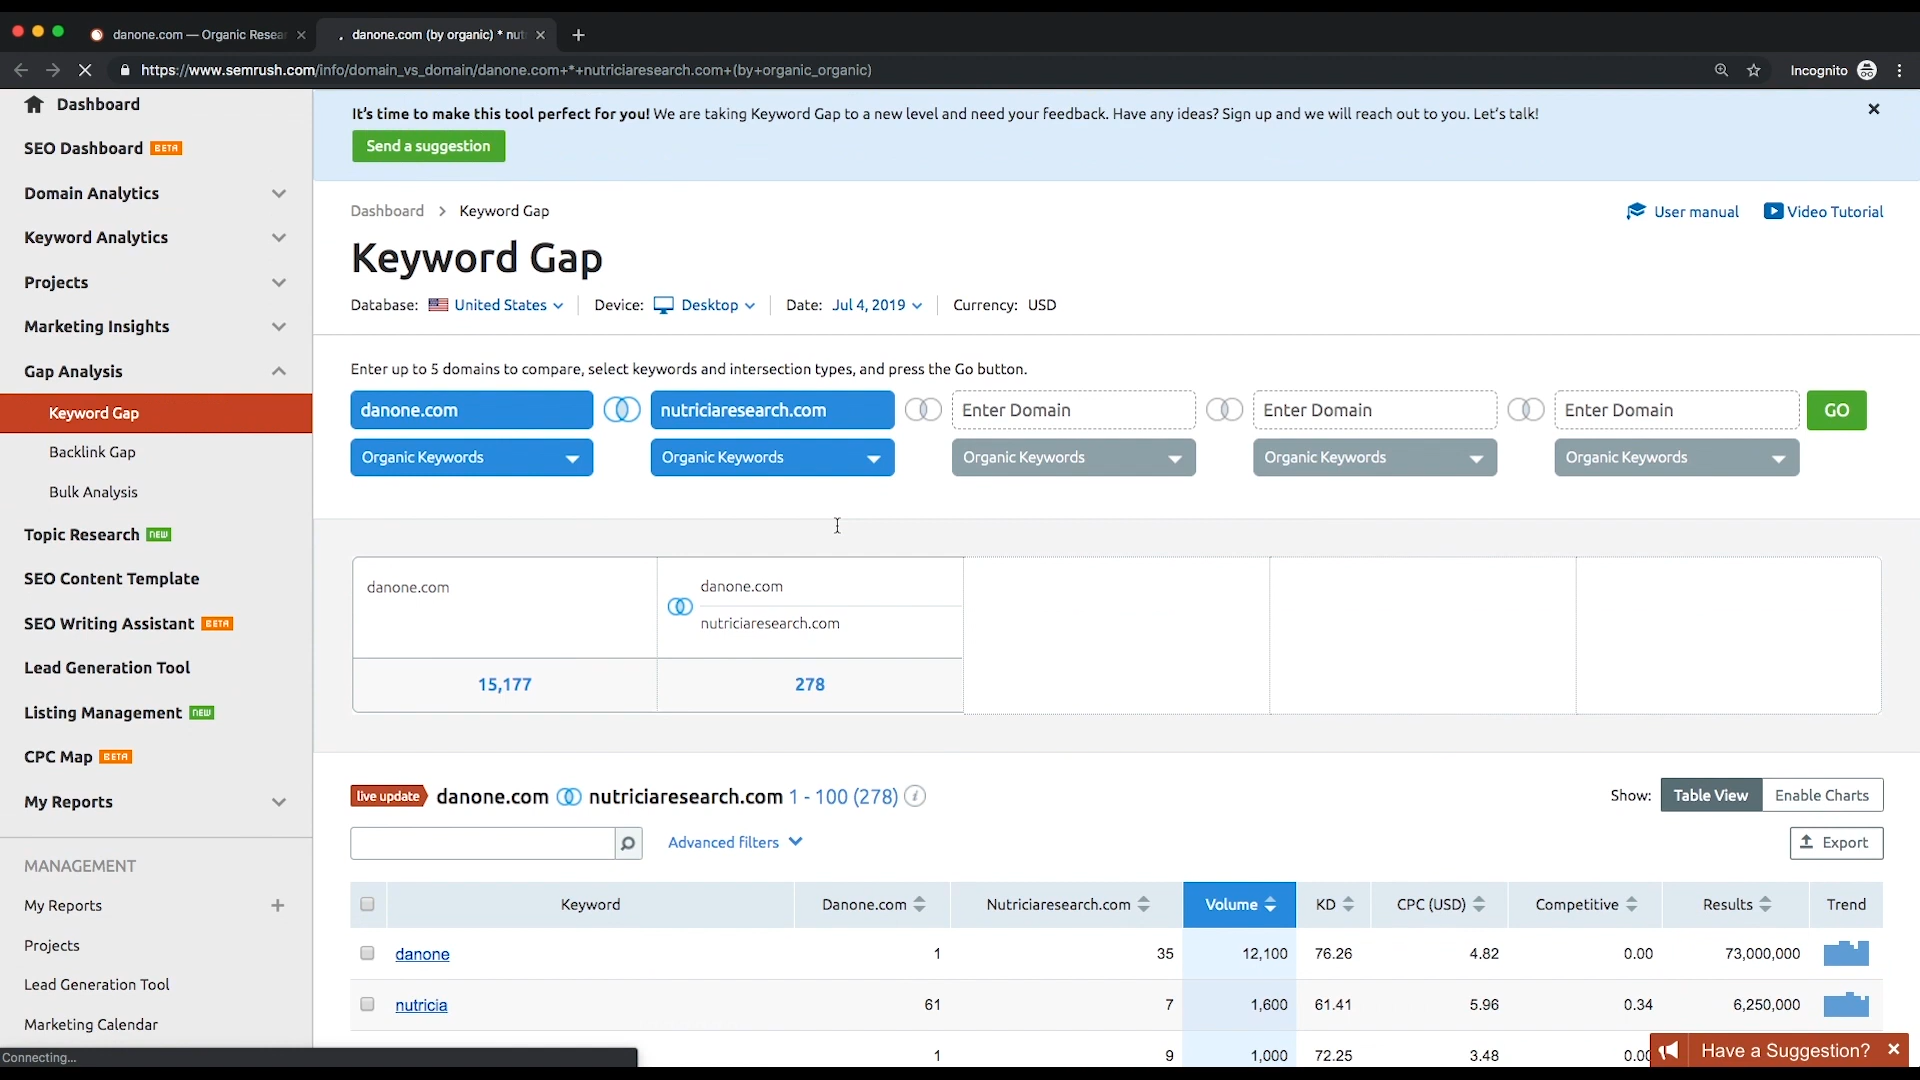 danone.com — Organic Resear
danone.com (by organic) * nut
https://www.semrush.com/info/domain_vs_domain/danone.com+*+nutriciaresearch.com+(by+organic_organic)
Incognito
Dashboard
SEO Dashboard BETA
Domain Analytics
Keyword Analytics
Projects
Marketing Insights
Gap Analysis
Keyword Gap
Backlink Gap
Bulk Analysis
Topic Research new
SEO Content Template
SEO Writing Assistant BETA
Lead Generation Tool
Listing Management new
CPC Map BETA
My Reports
MANAGEMENT
My Reports +
Projects
Lead Generation Tool
Marketing Calendar
Connecting...
It's time to make this tool perfect for you! We are taking Keyword Gap to a new level and need your feedback. Have any ideas? Sign up and we will reach out to you. Let's talk!
Send a suggestion
Dashboard > Keyword Gap
User manual Video Tutorial
Keyword Gap
Database: United States Device: Desktop Date: Jul 4, 2019 Currency: USD
Enter up to 5 domains to compare, select keywords and intersection types, and press the Go button.
danone.com nutriciaresearch.com Enter Domain Enter Domain Enter Domain GO
Organic Keywords Organic Keywords Organic Keywords Organic Keywords Organic Keywords
danone.com
danone.com
nutriciaresearch.com
15,177 278
live update danone.com nutriciaresearch.com 1 - 100 (278) i
Show: Table View Enable Charts
Advanced filters
Export
Keyword Danone.com Nutriciaresearch.com Volume KD CPC (USD) Competitive Results Trend
danone 1 35 12,100 76.26 4.82 0.00 73,000,000
nutricia 61 7 1,600 61.41 5.96 0.34 6,250,000
1 9 1,000 72.25 3.48
Have a Suggestion?